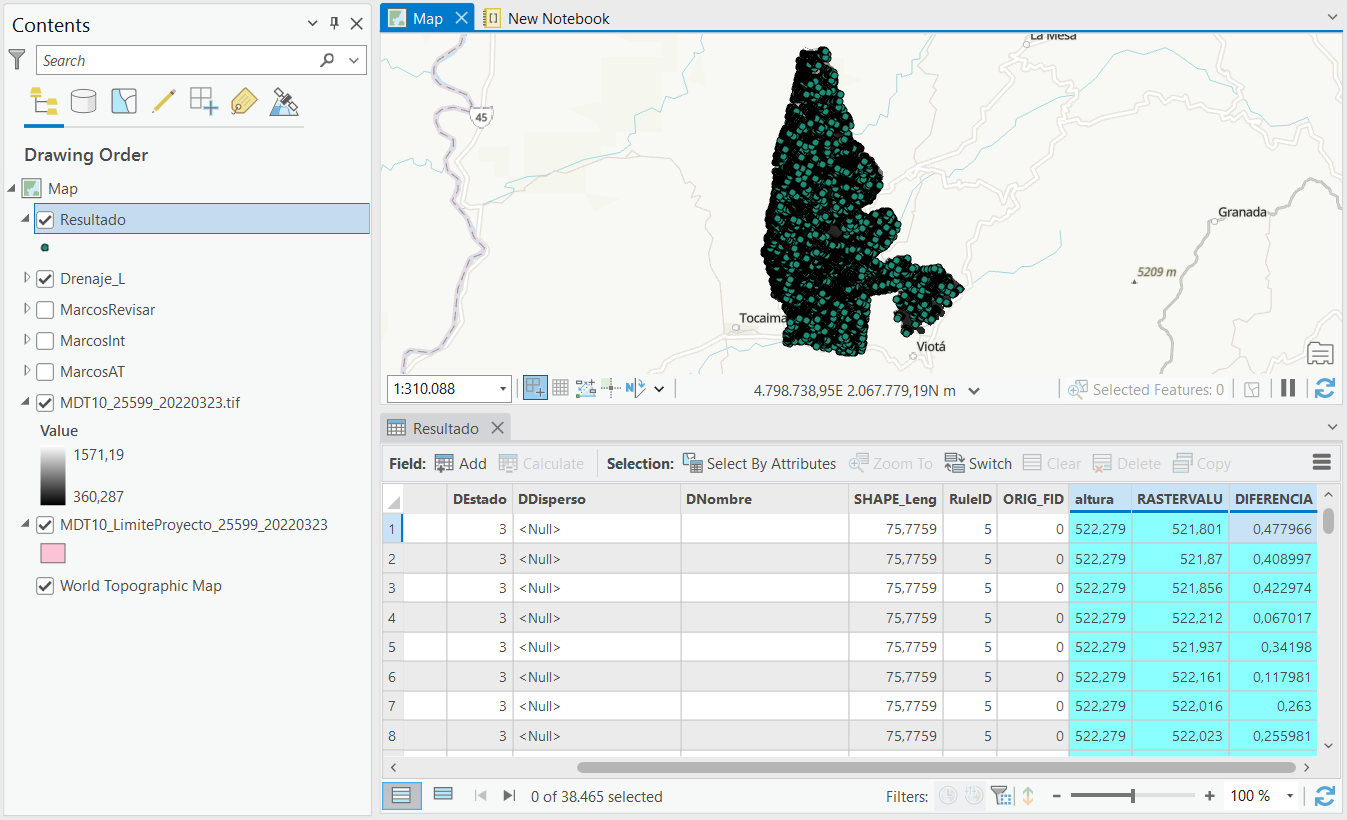 Contents
Search
Drawing Order
Map
Resultado
Drenaje_L
MarcosRevisar
MarcosInt
MarcosAT
MDT10_25599_20220323.tif
Value
1571,19
360,287
MDT10_LimiteProyecto_25599_20220323
World Topographic Map
Map New Notebook
La Mesa
45
Granada
5209 m
Tocaima
Viotá
1:310.088 4.798.738,95E 2.067.779,19N m Selected Features: 0
Resultado
Field: Add Calculate Selection: Select By Attributes Zoom To Switch Clear Delete Copy
DEstado DDisperso DNombre SHAPE_Leng RuleID ORIG_FID altura RASTERVALU DIFERENCIA
1 3 <Null> 75,7759 5 0 522,279 521,801 0,477966
2 3 <Null> 75,7759 5 0 522,279 521,87 0,408997
3 3 <Null> 75,7759 5 0 522,279 521,856 0,422974
4 3 <Null> 75,7759 5 0 522,279 522,212 0,067017
5 3 <Null> 75,7759 5 0 522,279 521,937 0,34198
6 3 <Null> 75,7759 5 0 522,279 522,161 0,117981
7 3 <Null> 75,7759 5 0 522,279 522,016 0,263
8 3 <Null> 75,7759 5 0 522,279 522,023 0,255981
0 of 38.465 selected Filters: 100 %